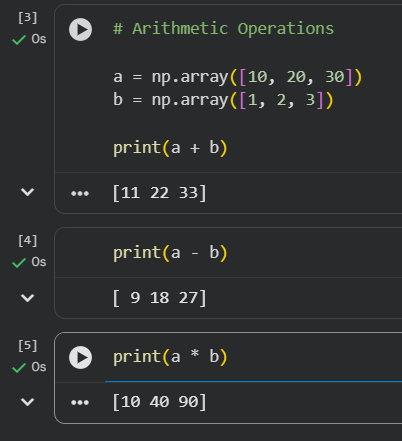 [3]
0s
# Arithmetic Operations
a = np.array([10, 20, 30])
b = np.array([1, 2, 3])
print(a + b)
[11 22 33]
[4]
0s
print(a - b)
[ 9 18 27]
[5]
0s
print(a * b)
[10 40 90]